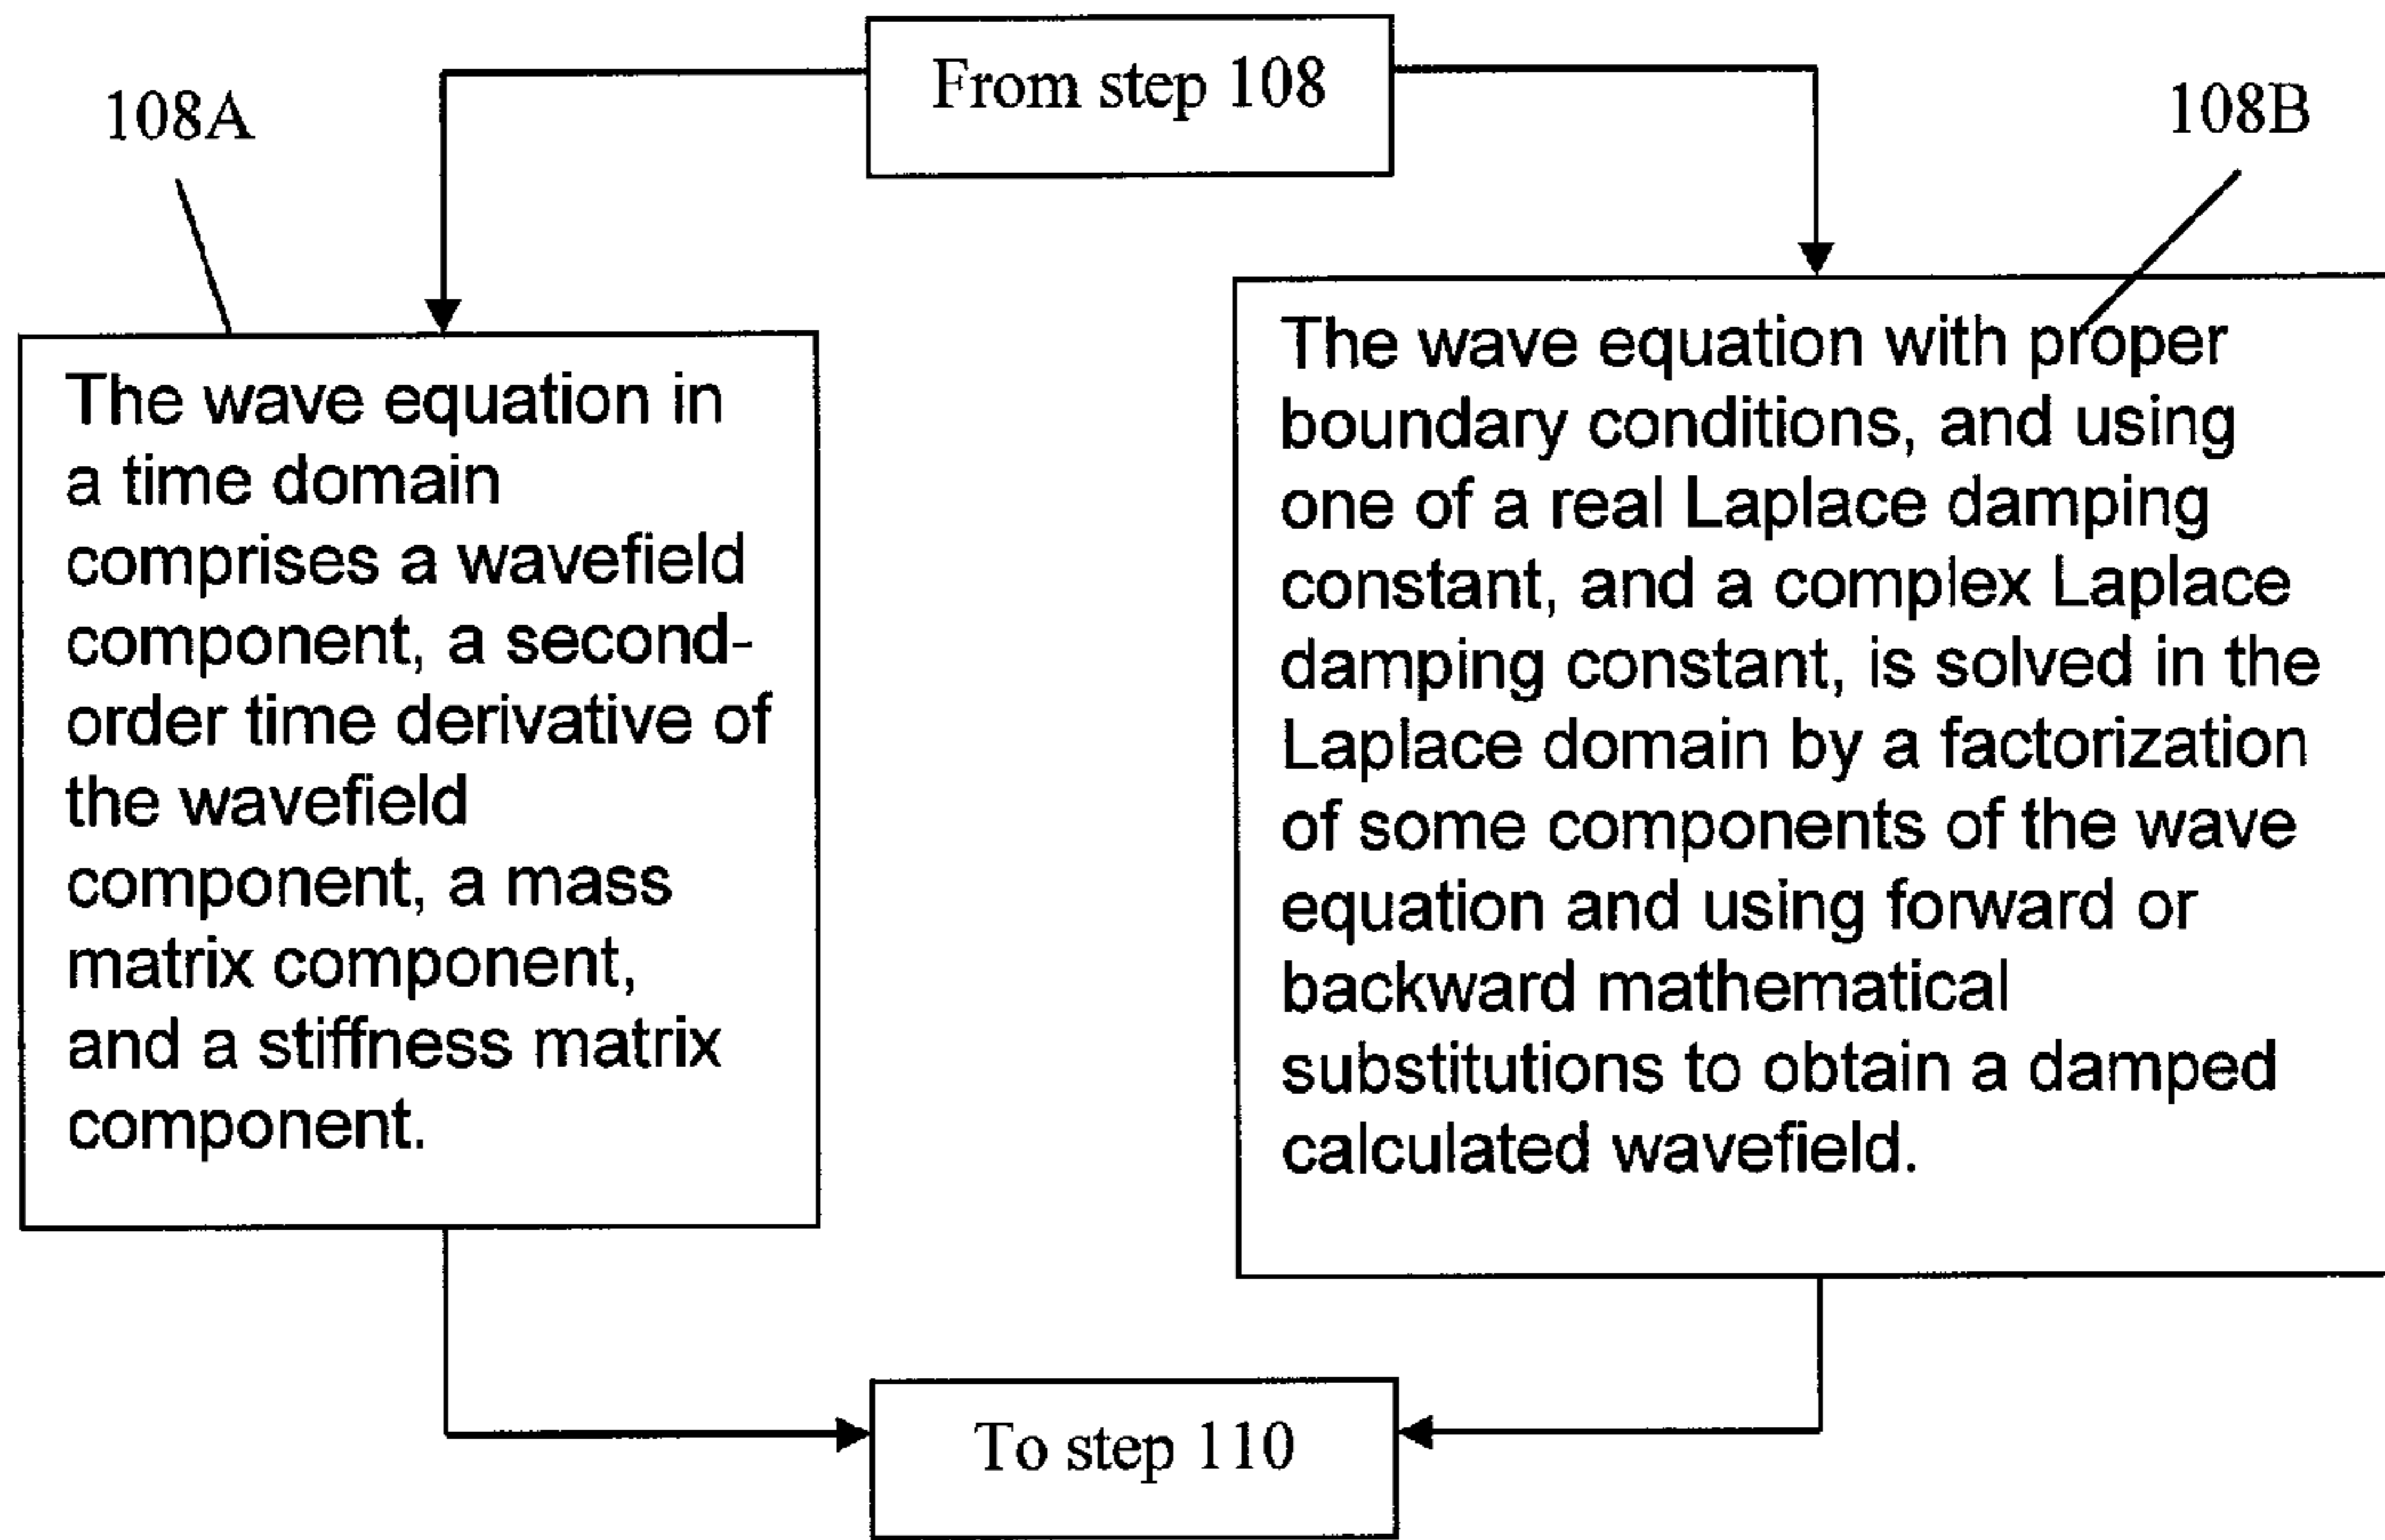 From step 108
108A
108B
The wave equation in
a time domain
comprises a wavefield
component, a second-
order time derivative of
the wavefield
component, a mass
matrix component,
and a stiffness matrix
component.
The wave equation with proper
boundary conditions, and using
one of a real Laplace damping
constant, and a complex Laplace
damping constant, is solved in the
Laplace domain by a factorization
of some components of the wave
equation and using forward or
backward mathematical
substitutions to obtain a damped
calculated wavefield.
To step 110